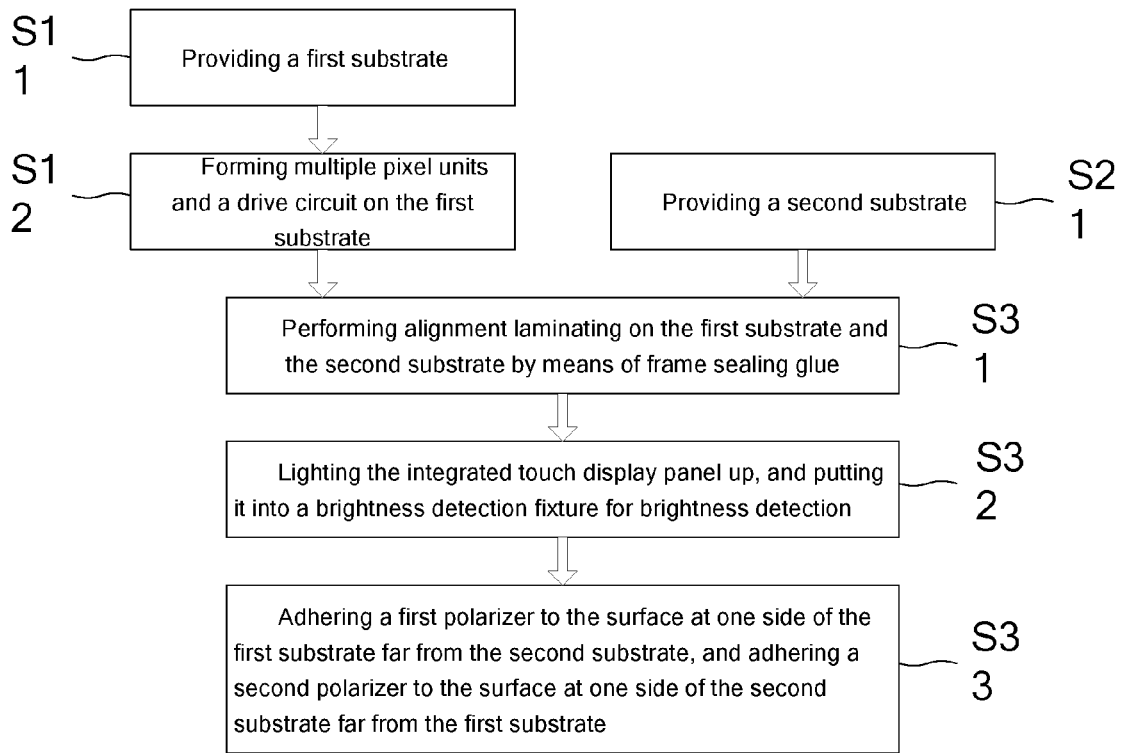 S1
1
Providing a first substrate
S1
2
Forming multiple pixel units
and a drive circuit on the first
substrate
Providing a second substrate
S2
1
Performing alignment laminating on the first substrate and
the second substrate by means of frame sealing glue
S3
1
Lighting the integrated touch display panel up, and putting
it into a brightness detection fixture for brightness detection
S3
2
Adhering a first polarizer to the surface at one side of the
first substrate far from the second substrate, and adhering a
second polarizer to the surface at one side of the second
substrate far from the first substrate
S3
3